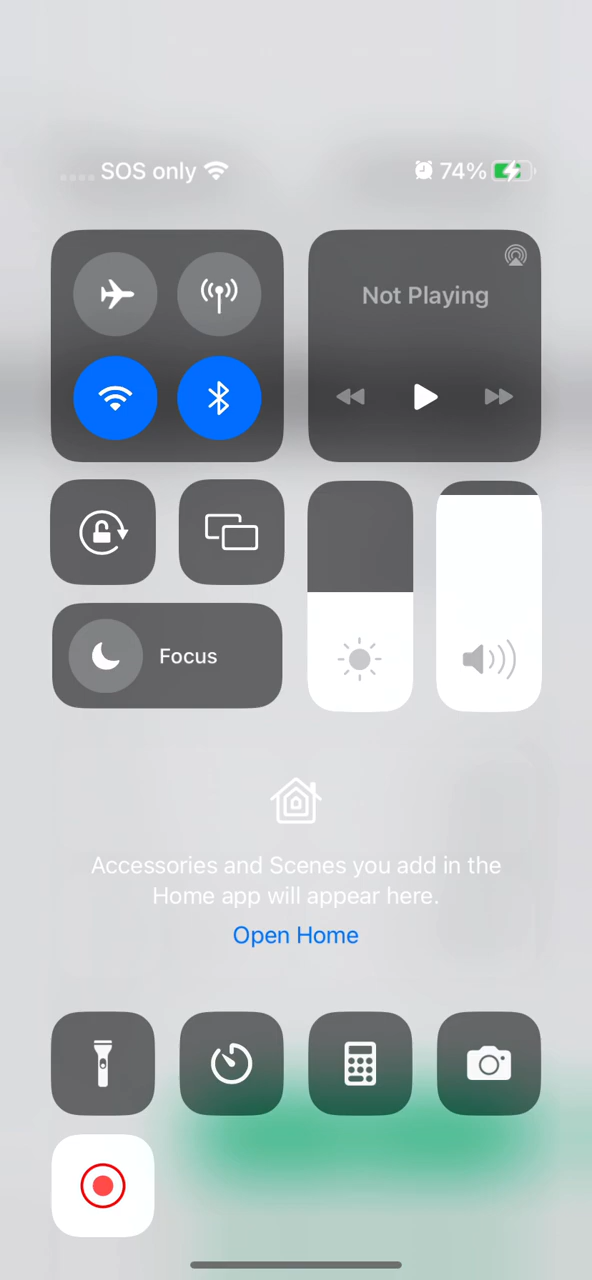 SOS only 74%
Not Playing
Focus
Accessories and Scenes you add in the
Home app will appear here.
Open Home